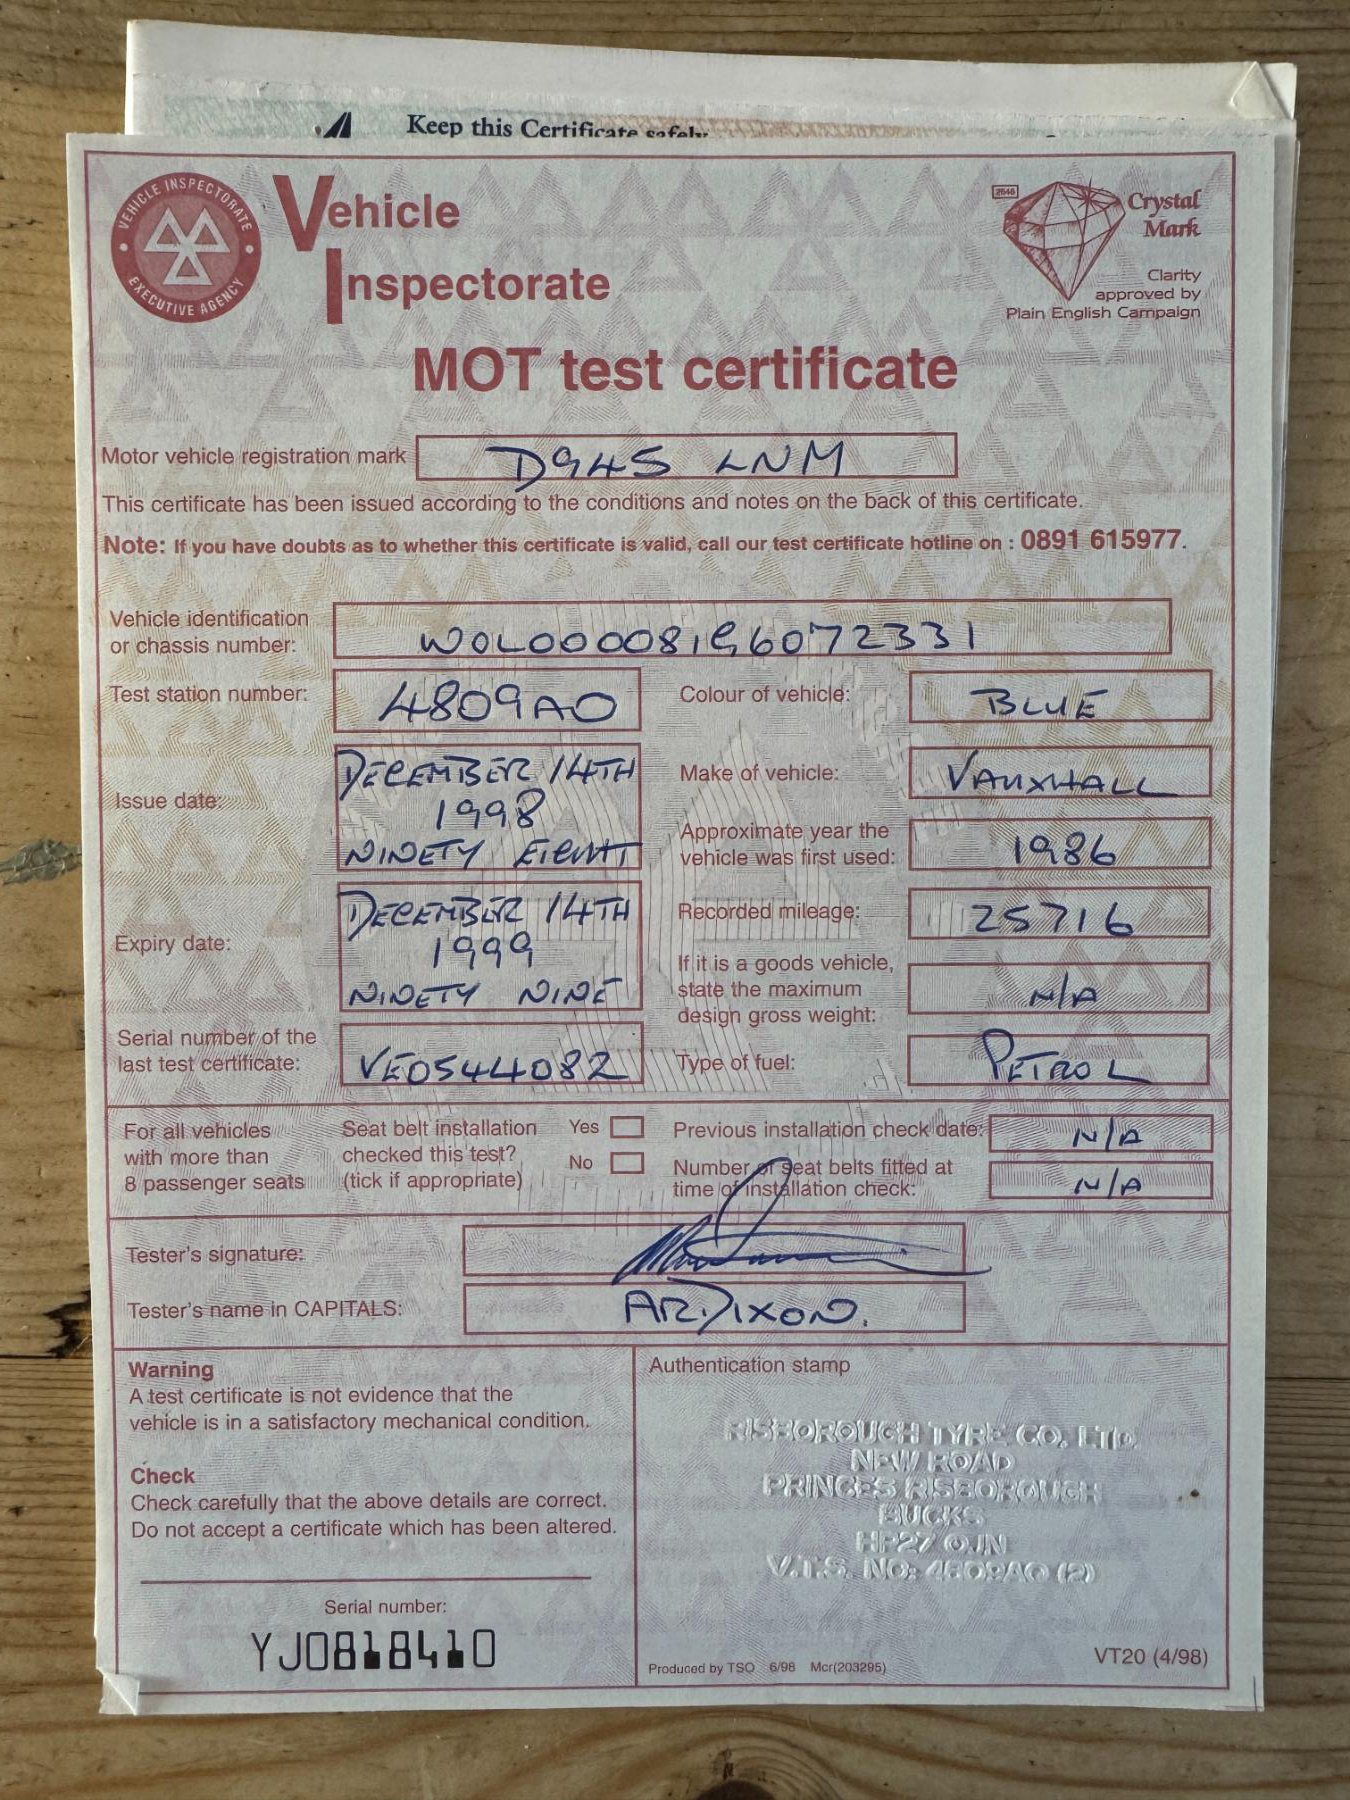 Keep this Certificate safely
VEHICLE INSPECTORATE
EXECUTIVE AGENCY
Vehicle
Inspectorate
2646
Crystal
Mark
Clarity
approved by
Plain English Campaign
MOT test certificate
Motor vehicle registration mark D945 LNM
This certificate has been issued according to the conditions and notes on the back of this certificate.
Note: If you have doubts as to whether this certificate is valid, call our test certificate hotline on : 0891 615977.
Vehicle identification
or chassis number: W0L000081G6072331
Test station number: 4809AO
Colour of vehicle: BLUE
Issue date: DECEMBER 14TH
1998
NINETY EIGHT
Make of vehicle: VAUXHALL
Approximate year the
vehicle was first used: 1986
Expiry date: DECEMBER 14TH
1999
NINETY NINE
Recorded mileage: 25716
If it is a goods vehicle,
state the maximum
design gross weight: N/A
Serial number of the
last test certificate: VE0544082
Type of fuel: PETROL
For all vehicles
with more than
8 passenger seats
Seat belt installation
checked this test?
(tick if appropriate)
Yes
No
Previous installation check date: N/A
Number of seat belts fitted at
time of installation check: N/A
Tester's signature:
Tester's name in CAPITALS: A.R. DIXON.
Warning
A test certificate is not evidence that the
vehicle is in a satisfactory mechanical condition.
Check
Check carefully that the above details are correct.
Do not accept a certificate which has been altered.
Serial number:
YJ0818410
Authentication stamp
RISBOROUGH TYRE CO. LTD
NEW ROAD
PRINCES RISBOROUGH
BUCKS
HP27 0JN
V.T.S. NO: 4809AO (2)
Produced by TSO 6/98 Mcr(203295)
VT20 (4/98)